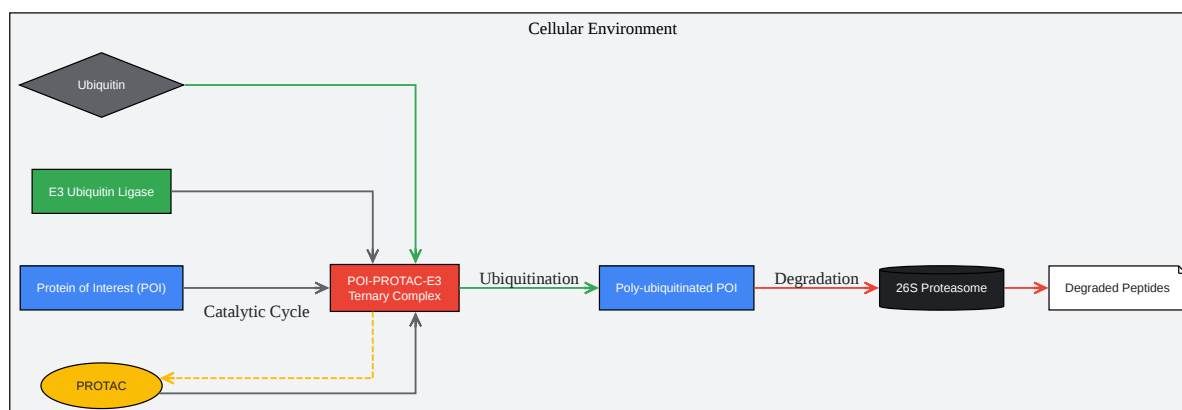 Cellular Environment
Ubiquitin
E3 Ubiquitin Ligase
Protein of Interest (POI)
Catalytic Cycle
POI-PROTAC-E3
Ternary Complex
Ubiquitination
Poly-ubiquitinated POI
Degradation
26S Proteasome
Degraded Peptides
PROTAC